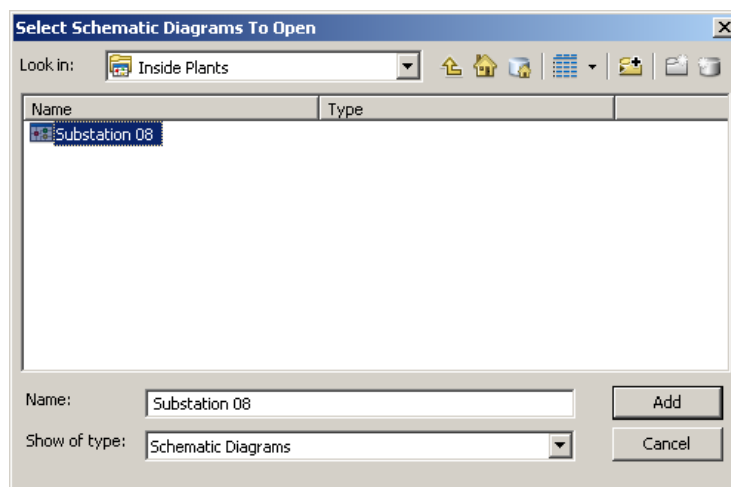 Select Schematic Diagrams To Open
Look in: Inside Plants
Name Type
Substation 08
Name: Substation 08 Add
Show of type: Schematic Diagrams Cancel